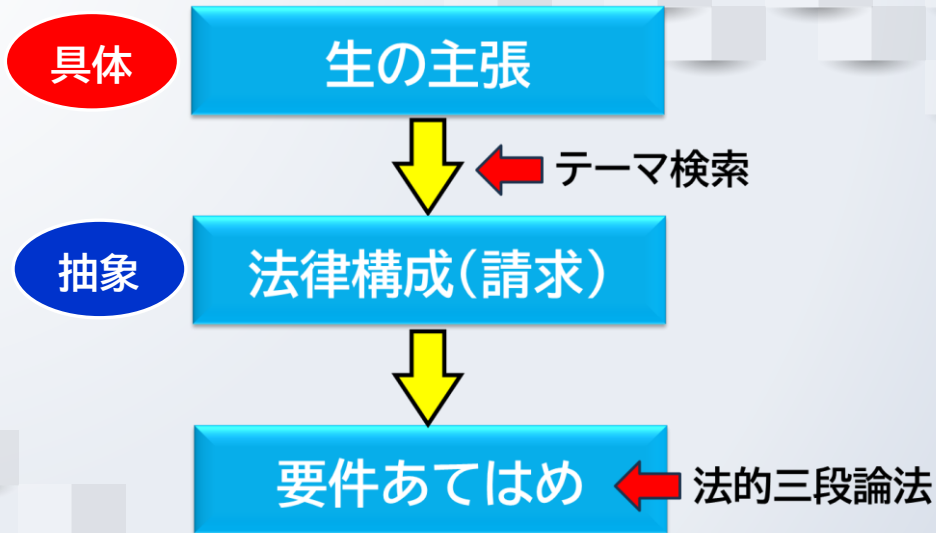 具体
生の主張
テーマ検索
抽象
法律構成(請求)
要件あてはめ
法的三段論法